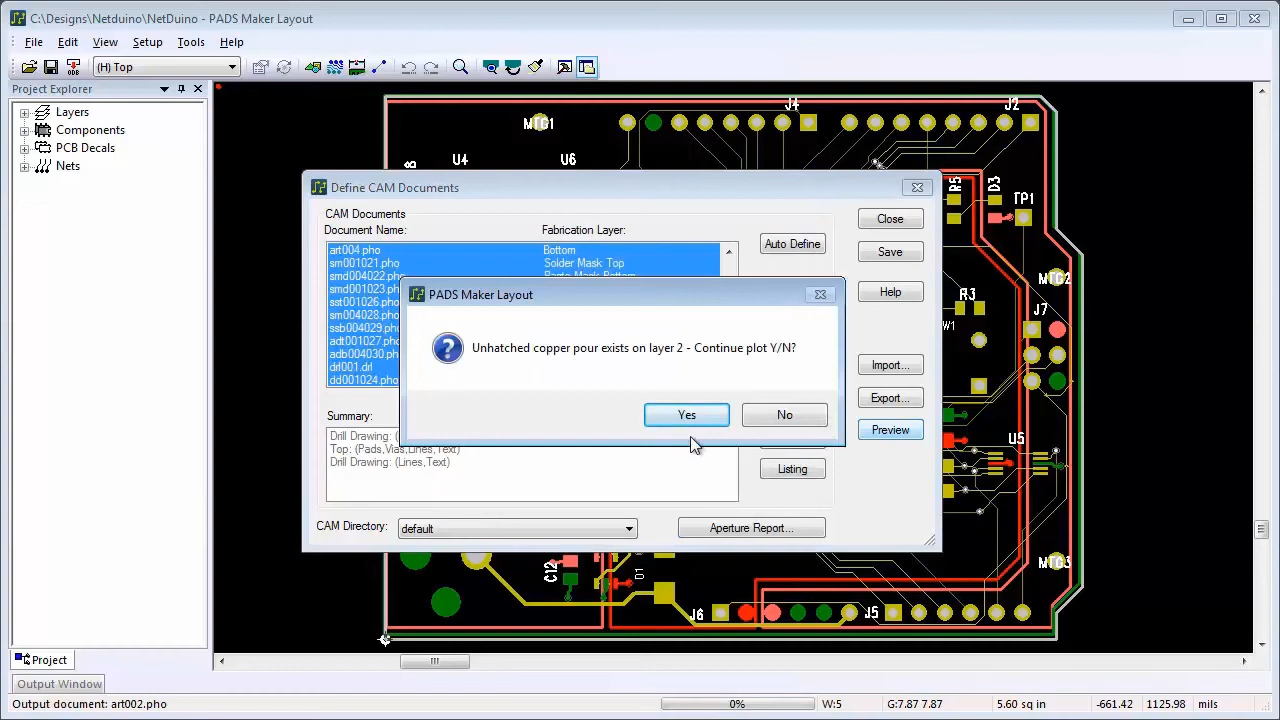 C:\Designs\Netduino\NetDuino - PADS Maker Layout
File Edit View Setup Tools Help
(H) Top
Project Explorer
Layers
Components
PCB Decals
Nets
J4
J2
MTG1
U4
U6
R5
D3
TP1
MTG2
R3
J7
W1
U5
MTG3
C12
D1
J6
J5
Define CAM Documents
CAM Documents
Document Name: Fabrication Layer:
art004.pho Bottom
sm001021.pho Solder Mask Top
smd004022.pho Paste Mask Bottom
smd001023.pho
sst001026.pho
sm004028.pho
ssb004029.pho
adt001027.pho
adb004030.pho
drl001.drl
dd001024.pho
Auto Define
Close
Save
Help
Import...
Export...
Preview
PADS Maker Layout
Unhatched copper pour exists on layer 2 - Continue plot Y/N?
Yes
No
Summary:
Drill Drawing: (
Top: (Pads,Vias,Lines,Text)
Drill Drawing: (Lines,Text)
Listing
CAM Directory:
default
Aperture Report...
Project
Output Window
Output document: art002.pho
0%
W:5
G:7.87 7.87
5.60 sq in
-661.42
1125.98
mils